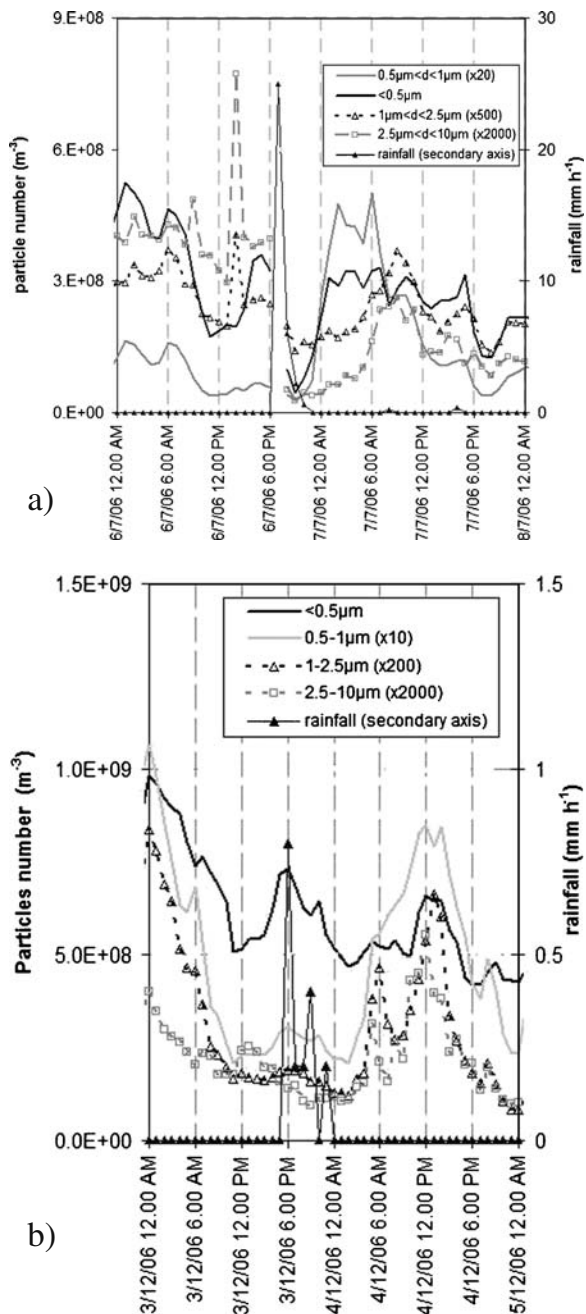 9.E+08
6.E+08
3.E+08
0.E+00
particle number (m⁻³)
0.5µm<d<1µm (x20)
<0.5µm
1µm<d<2.5µm (x500)
2.5µm<d<10µm (x2000)
rainfall (secondary axis)
30
20
10
0
rainfall (mm h⁻¹)
6/7/06 12.00 AM
6/7/06 6.00 AM
6/7/06 12.00 PM
6/7/06 6.00 PM
7/7/06 12.00 AM
7/7/06 6.00 AM
7/7/06 12.00 PM
7/7/06 6.00 PM
8/7/06 12.00 AM
a)
1.5E+09
1.0E+09
5.0E+08
0.0E+00
Particles number (m⁻³)
<0.5µm
0.5-1µm (x10)
1-2.5µm (x200)
2.5-10µm (x2000)
rainfall (secondary axis)
1.5
1
0.5
0
rainfall (mm h⁻¹)
3/12/06 12.00 AM
3/12/06 6.00 AM
3/12/06 12.00 PM
3/12/06 6.00 PM
4/12/06 12.00 AM
4/12/06 6.00 AM
4/12/06 12.00 PM
4/12/06 6.00 PM
5/12/06 12.00 AM
b)